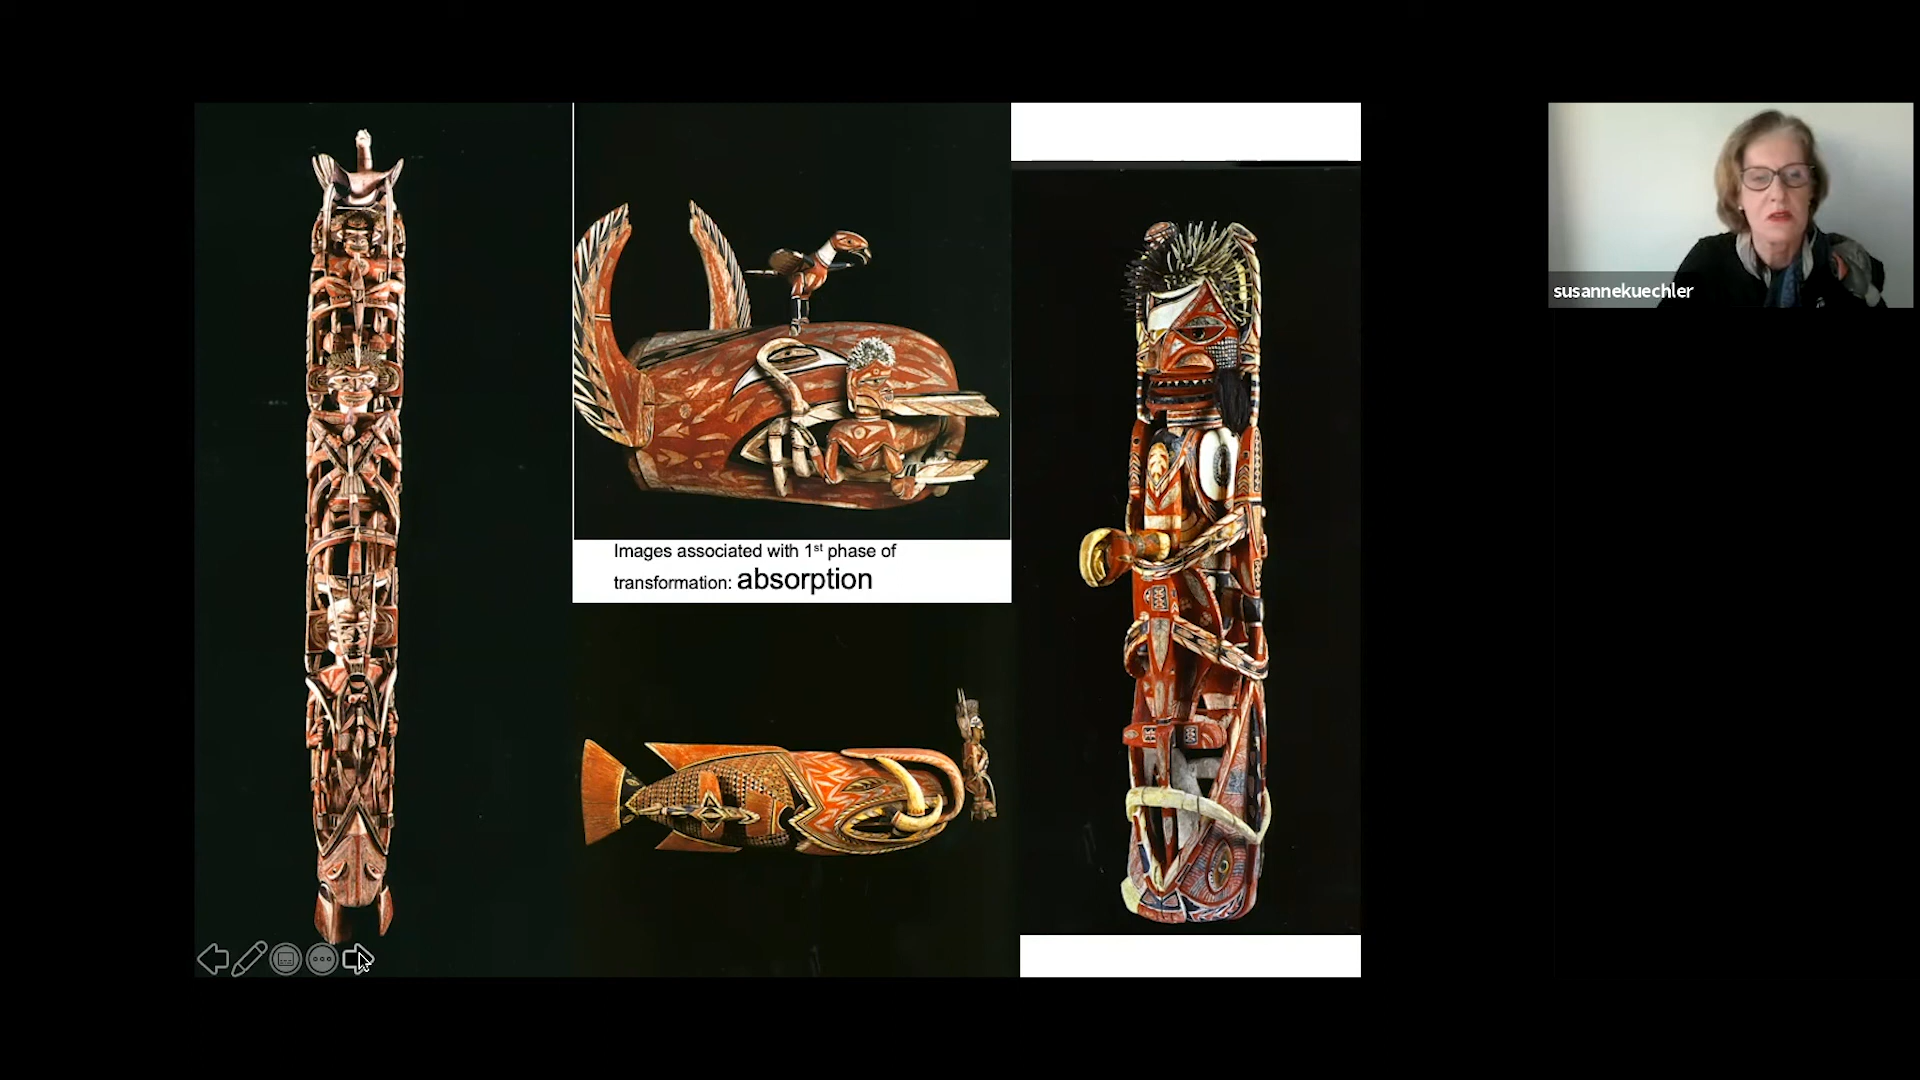 Images associated with 1st phase of
transformation: absorption
susannekuechler